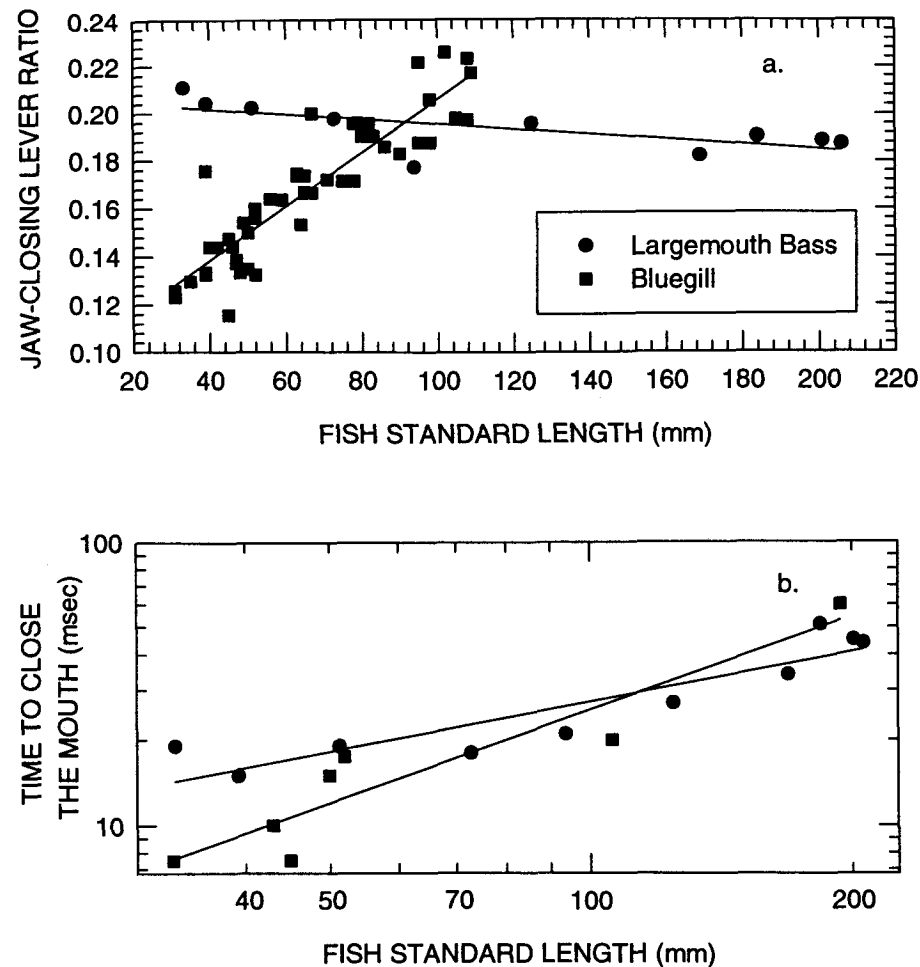 JAW-CLOSING LEVER RATIO
0.24
0.22
0.20
0.18
0.16
0.14
0.12
0.10
a.
Largemouth Bass
Bluegill
20 40 60 80 100 120 140 160 180 200 220
FISH STANDARD LENGTH (mm)
TIME TO CLOSE
THE MOUTH (msec)
100
10
b.
40 50 70 100 200
FISH STANDARD LENGTH (mm)